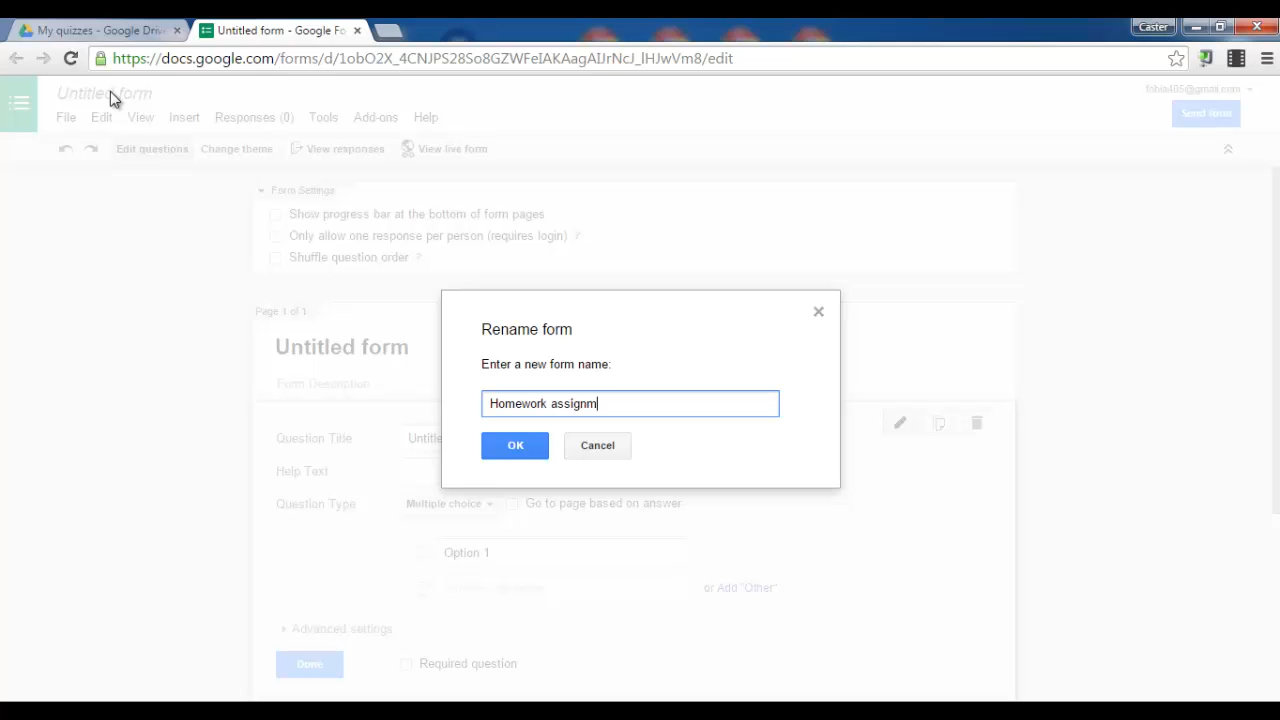 My quizzes - Google Drive
Untitled form - Google Fo
Caster
https://docs.google.com/forms/d/1obO2X_4CNJPS28So8GZWFeIAKAagAIJrNcJ_lHJwVm8/edit
Untitled form
fobia405@gmail.com
File Edit View Insert Responses (0) Tools Add-ons Help
Send form
Edit questions Change theme View responses View live form
Form Settings
Show progress bar at the bottom of form pages
Only allow one response per person (requires login) ?
Shuffle question order ?
Page 1 of 1
Untitled form
Form Description
Rename form
Enter a new form name:
Homework assignm
OK Cancel
Question Title Untitle
Help Text
Question Type Multiple choice Go to page based on answer
Option 1
or Add "Other"
Advanced settings
Done Required question